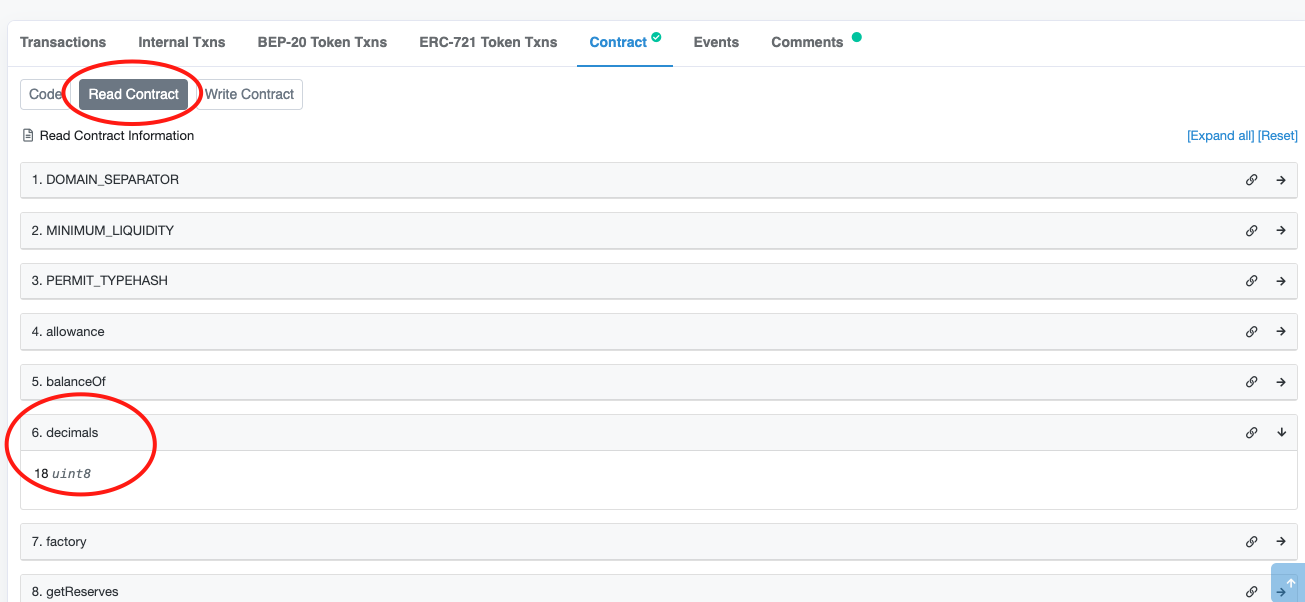 Transactions Internal Txns BEP-20 Token Txns ERC-721 Token Txns Contract Events Comments
Code Read Contract Write Contract
Read Contract Information [Expand all] [Reset]
1. DOMAIN_SEPARATOR
2. MINIMUM_LIQUIDITY
3. PERMIT_TYPEHASH
4. allowance
5. balanceOf
6. decimals
18 uint8
7. factory
8. getReserves